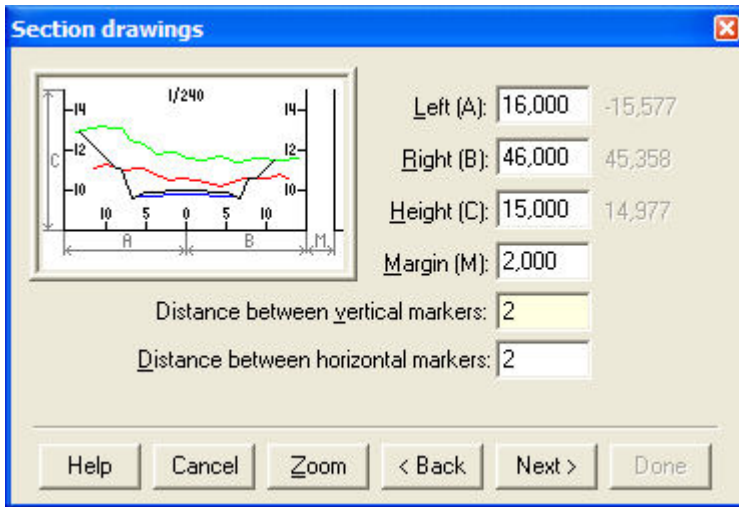 Section drawings
1/240
14 14
12 12
10 10
10 5 0 5 10
C
A B M
Left (A): 16,000 -15,577
Right (B): 46,000 45,358
Height (C): 15,000 14,977
Margin (M): 2,000
Distance between vertical markers: 2
Distance between horizontal markers: 2
Help Cancel Zoom < Back Next > Done